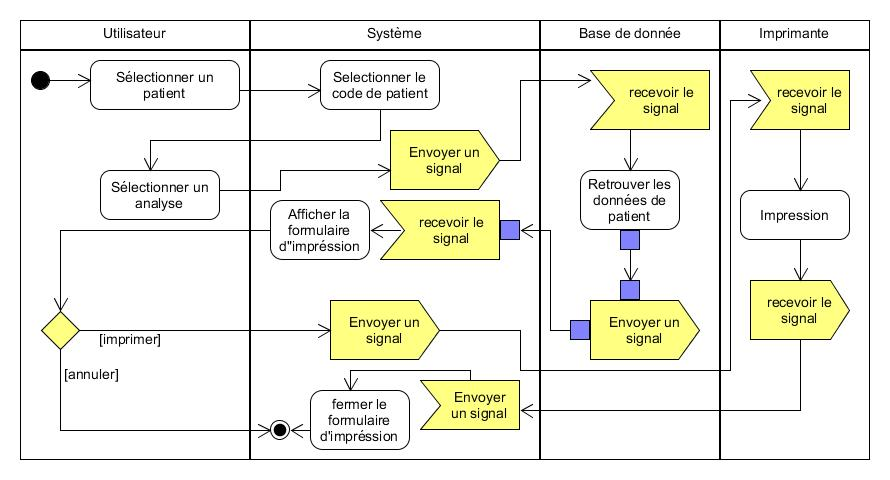 Utilisateur
Système
Base de donnée
Imprimante
Sélectionner un
patient
Selectionner le
code de patient
recevoir le
signal
recevoir le
signal
Envoyer un
signal
Sélectionner un
analyse
Retrouver les
données de
patient
Impression
Afficher la
formulaire
d"impréssion
recevoir le
signal
recevoir le
signal
Envoyer un
signal
Envoyer un
signal
[imprimer]
[annuler]
fermer le
formulaire
d'impréssion
Envoyer
un signal